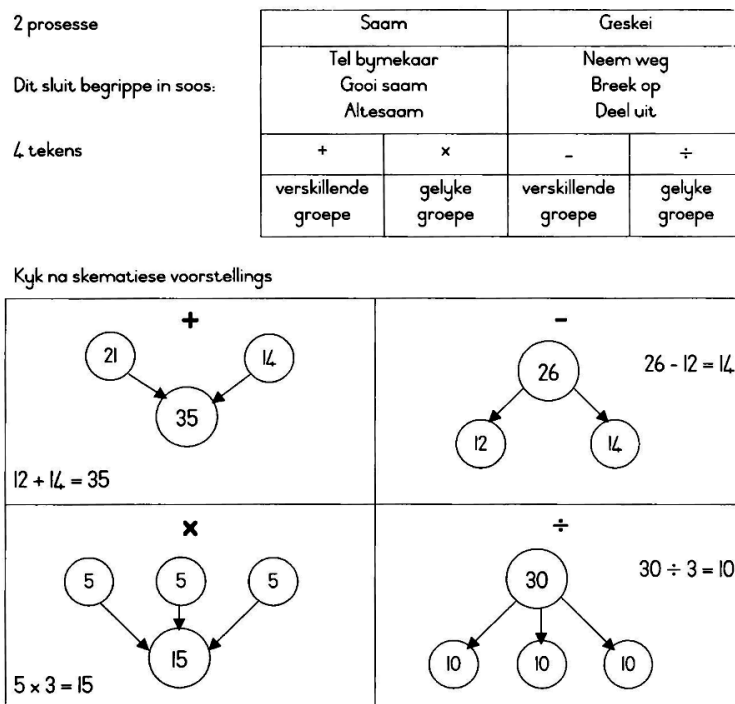 2 prosesse
Saam
Geskei
Dit sluit begrippe in soos:
Tel bymekaar
Gooi saam
Altesaam
Neem weg
Breek op
Deel uit
4 tekens
+
×
-
÷
verskillende
groepe
gelyke
groepe
verskillende
groepe
gelyke
groepe
Kyk na skematiese voorstellings
+
21
14
35
12 + 14 = 35
-
26
26 - 12 = 14
12
14
×
5
5
5
15
5 × 3 = 15
÷
30
30 ÷ 3 = 10
10
10
10